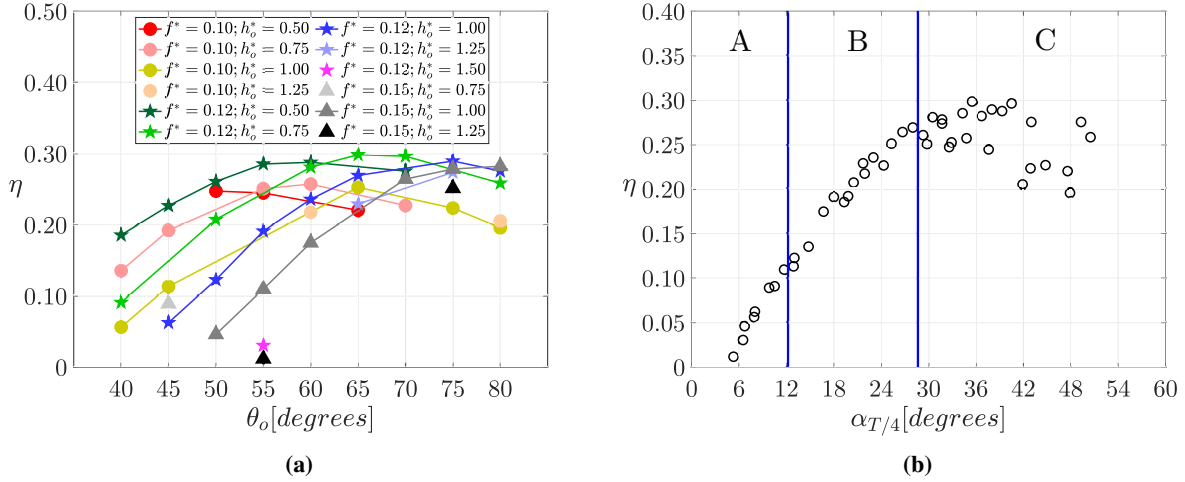 0.50
0.40
0.30
0.20
0.10
0
η
f* = 0.10; h*ₒ = 0.50
f* = 0.10; h*ₒ = 0.75
f* = 0.10; h*ₒ = 1.00
f* = 0.10; h*ₒ = 1.25
f* = 0.12; h*ₒ = 0.50
f* = 0.12; h*ₒ = 0.75
f* = 0.12; h*ₒ = 1.00
f* = 0.12; h*ₒ = 1.25
f* = 0.12; h*ₒ = 1.50
f* = 0.15; h*ₒ = 0.75
f* = 0.15; h*ₒ = 1.00
f* = 0.15; h*ₒ = 1.25
40 45 50 55 60 65 70 75 80
θₒ[degrees]
(a)
0.40
0.35
0.30
0.25
0.20
0.15
0.10
0.05
0
η
A B C
0 6 12 18 24 30 36 42 48 54 60
α_{T/4}[degrees]
(b)